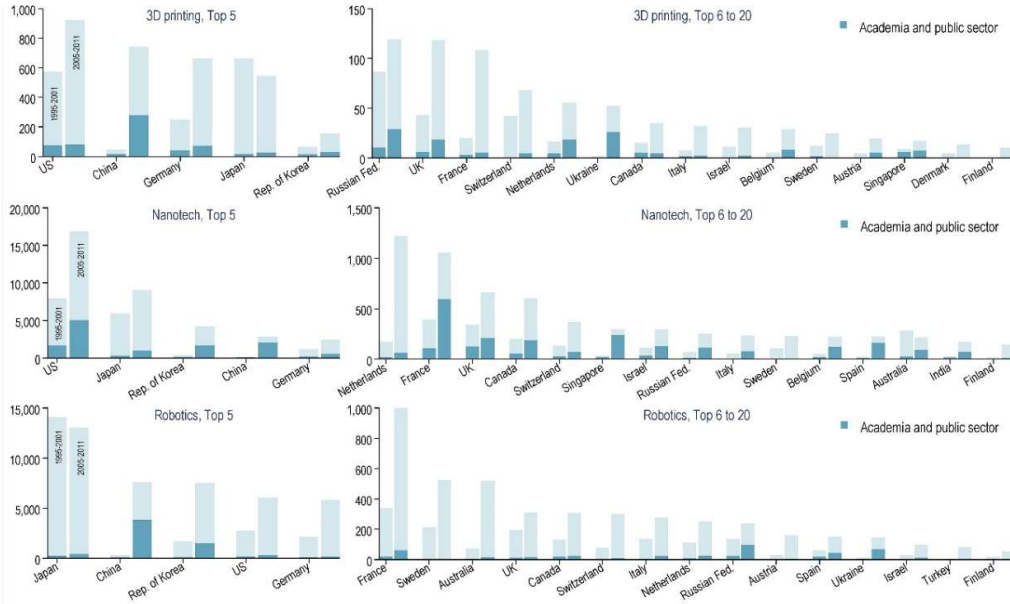 3D printing, Top 5
1,000
800
600
400
200
0
1995-2001
2005-2011
US
China
Germany
Japan
Rep. of Korea
3D printing, Top 6 to 20
Academia and public sector
150
100
50
0
Russian Fed.
UK
France
Switzerland
Netherlands
Ukraine
Canada
Italy
Israel
Belgium
Sweden
Austria
Singapore
Denmark
Finland
Nanotech, Top 5
20,000
15,000
10,000
5,000
0
1995-2001
2005-2011
US
Japan
Rep. of Korea
China
Germany
Nanotech, Top 6 to 20
Academia and public sector
1,500
1,000
500
0
Netherlands
France
UK
Canada
Switzerland
Singapore
Israel
Russian Fed.
Italy
Sweden
Belgium
Spain
Australia
India
Finland
Robotics, Top 5
15,000
10,000
5,000
0
1995-2001
2005-2011
Japan
China
Rep. of Korea
US
Germany
Robotics, Top 6 to 20
Academia and public sector
1,000
800
600
400
200
0
France
Sweden
Australia
UK
Canada
Switzerland
Italy
Netherlands
Russian Fed.
Austria
Spain
Ukraine
Israel
Turkey
Finland